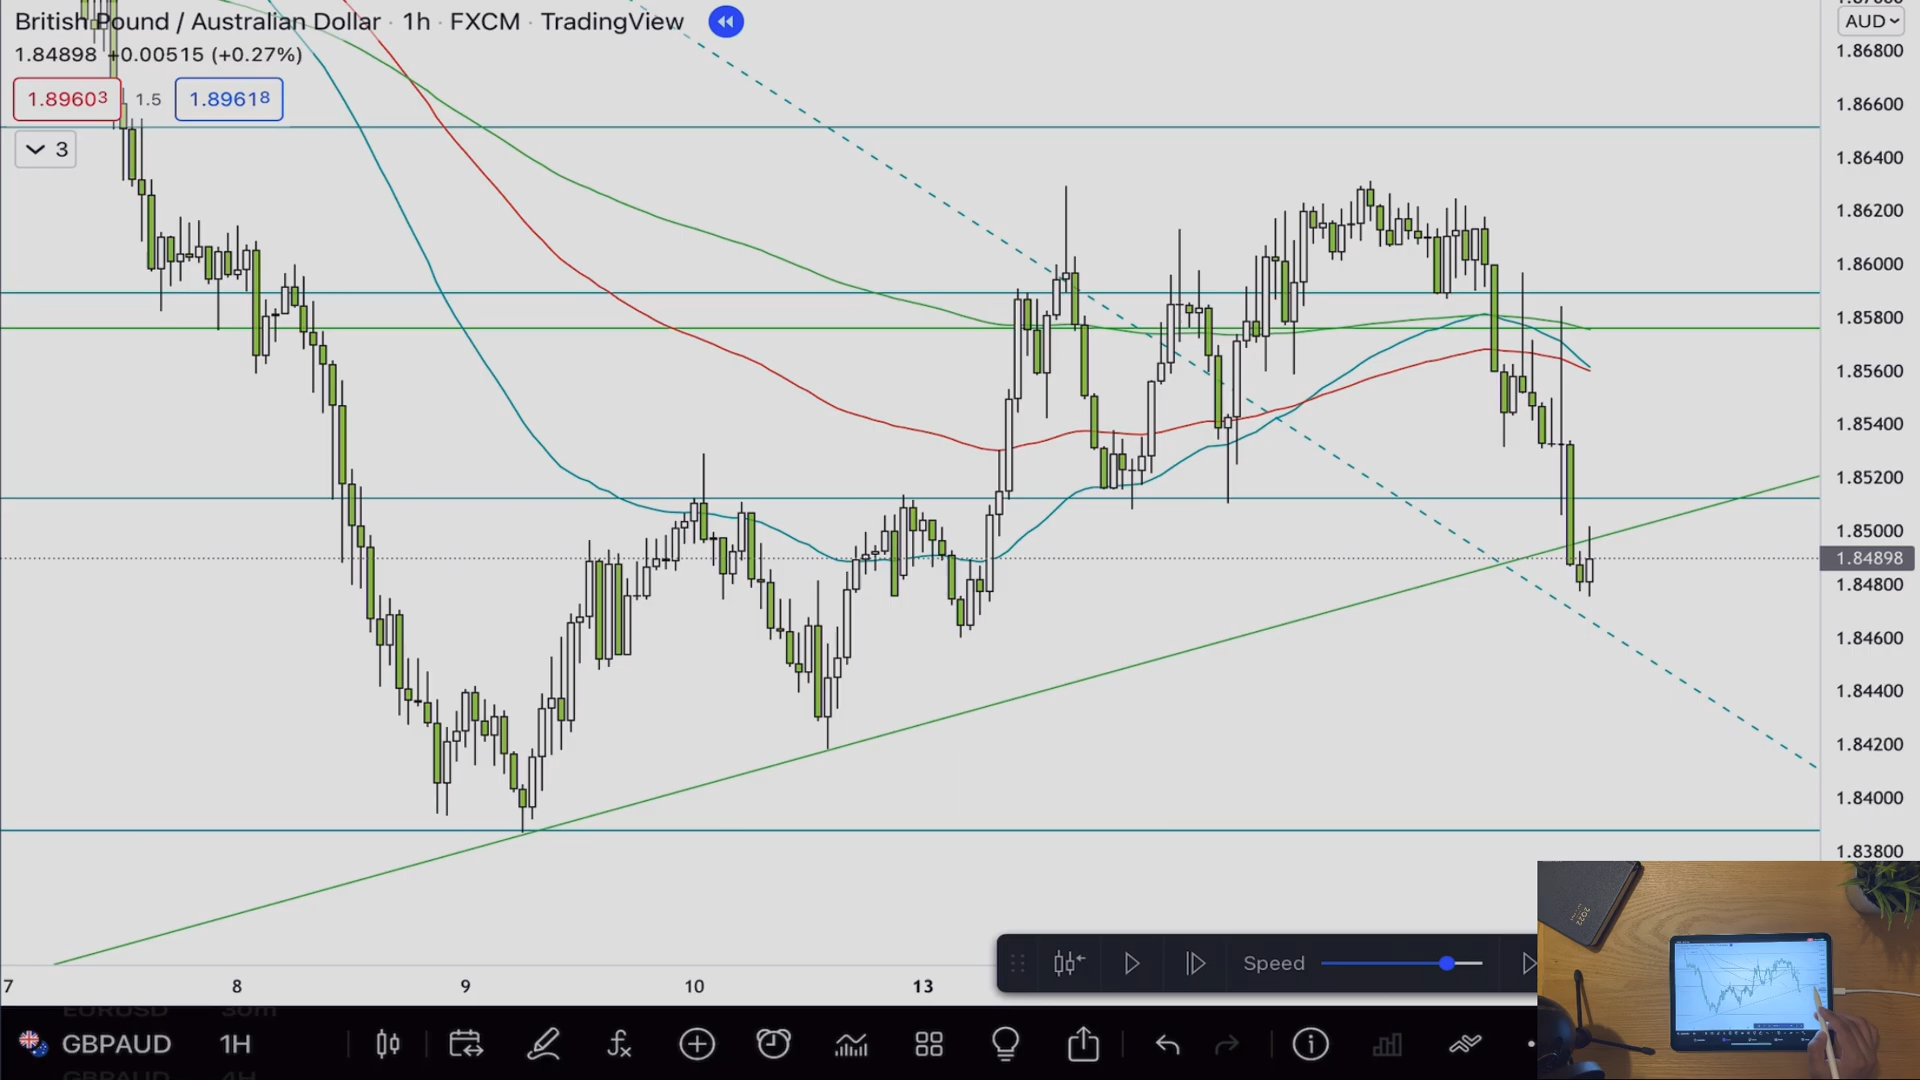 British Pound / Australian Dollar · 1h · FXCM · TradingView
1.84898 +0.00515 (+0.27%)
1.89603 1.5 1.89618
3
AUD
1.86800
1.86600
1.86400
1.86200
1.86000
1.85800
1.85600
1.85400
1.85200
1.85000
1.84898
1.84800
1.84600
1.84400
1.84200
1.84000
1.83800
7 8 9 10 13
Speed
EURUSD 30m
GBPAUD 1H
2022